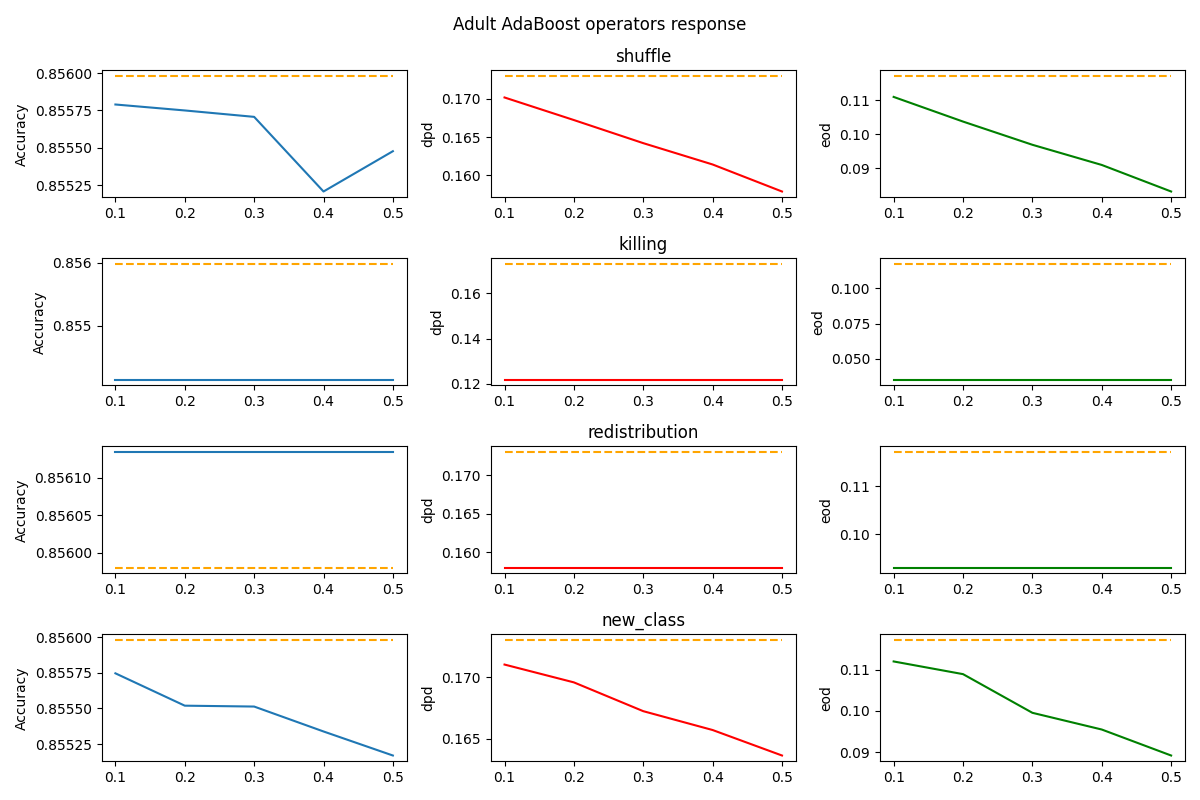 Adult AdaBoost operators response
shuffle
Accuracy
0.85600
0.85575
0.85550
0.85525
0.1 0.2 0.3 0.4 0.5
dpd
0.170
0.165
0.160
0.1 0.2 0.3 0.4 0.5
eod
0.11
0.10
0.09
0.1 0.2 0.3 0.4 0.5
killing
Accuracy
0.856
0.855
0.1 0.2 0.3 0.4 0.5
dpd
0.16
0.14
0.12
0.1 0.2 0.3 0.4 0.5
eod
0.100
0.075
0.050
0.1 0.2 0.3 0.4 0.5
redistribution
Accuracy
0.85610
0.85605
0.85600
0.1 0.2 0.3 0.4 0.5
dpd
0.170
0.165
0.160
0.1 0.2 0.3 0.4 0.5
eod
0.11
0.10
0.1 0.2 0.3 0.4 0.5
new_class
Accuracy
0.85600
0.85575
0.85550
0.85525
0.1 0.2 0.3 0.4 0.5
dpd
0.170
0.165
0.1 0.2 0.3 0.4 0.5
eod
0.11
0.10
0.09
0.1 0.2 0.3 0.4 0.5